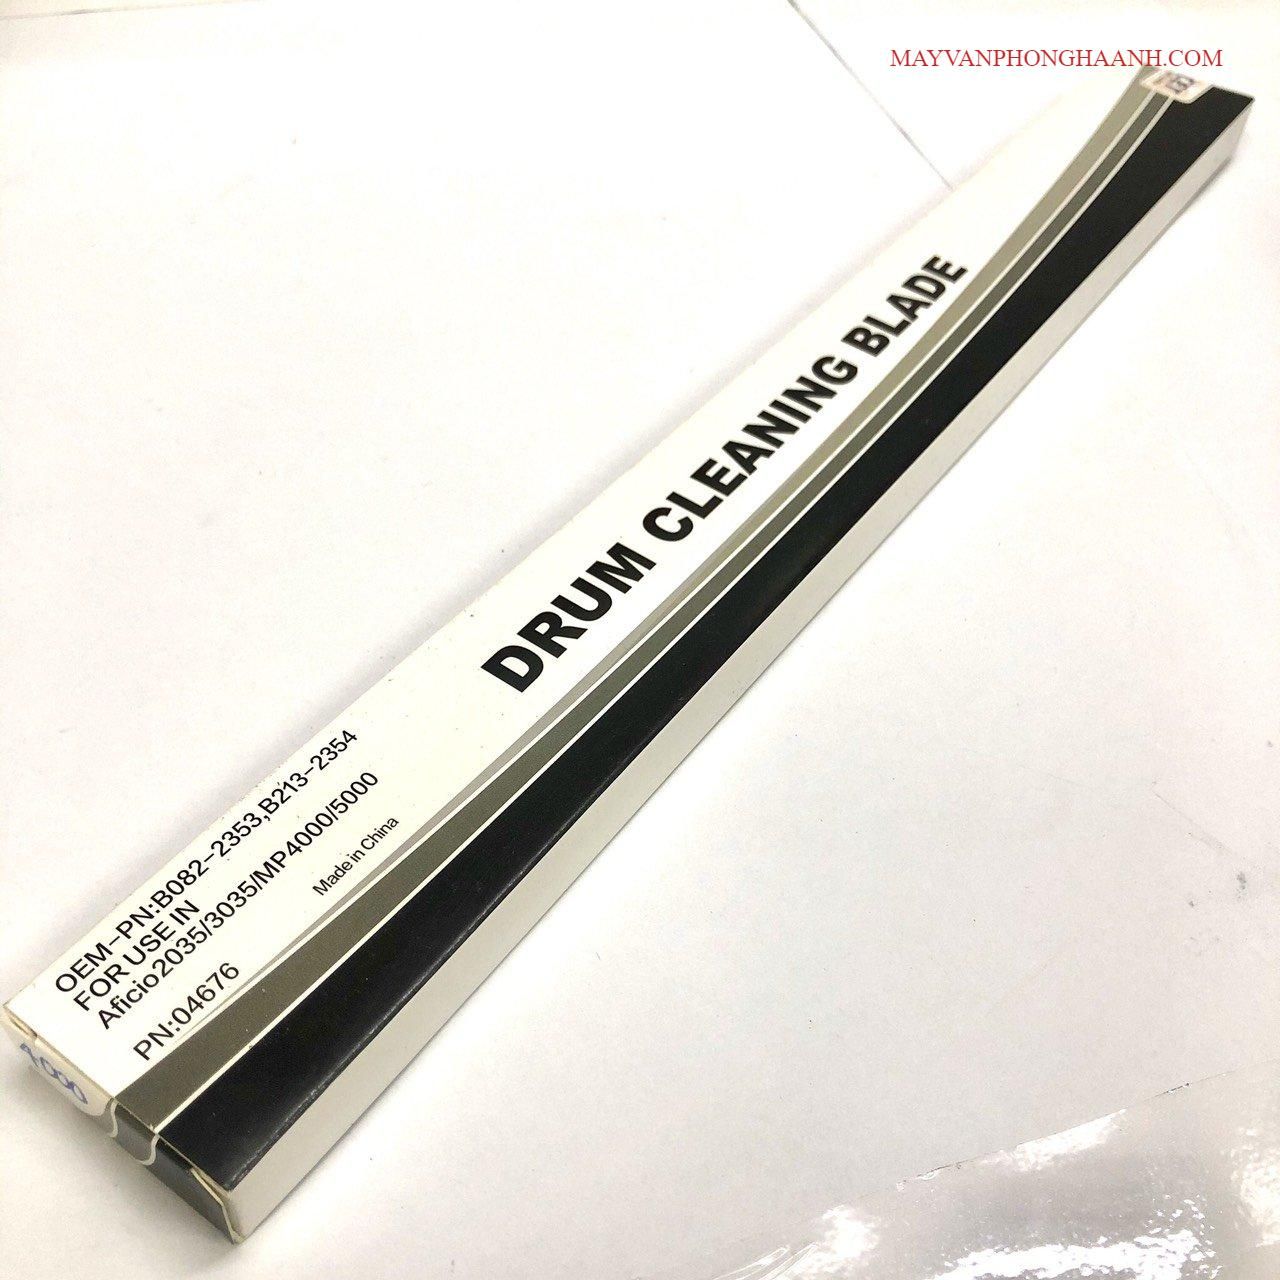 MAYVANPHONGHAANH.COM
DRUM CLEANING BLADE
OEM-PN:B082-2353,B213-2354
FOR USE IN
Aficio2035/3035/MP4000/5000
Made in China
PN:04676
4000